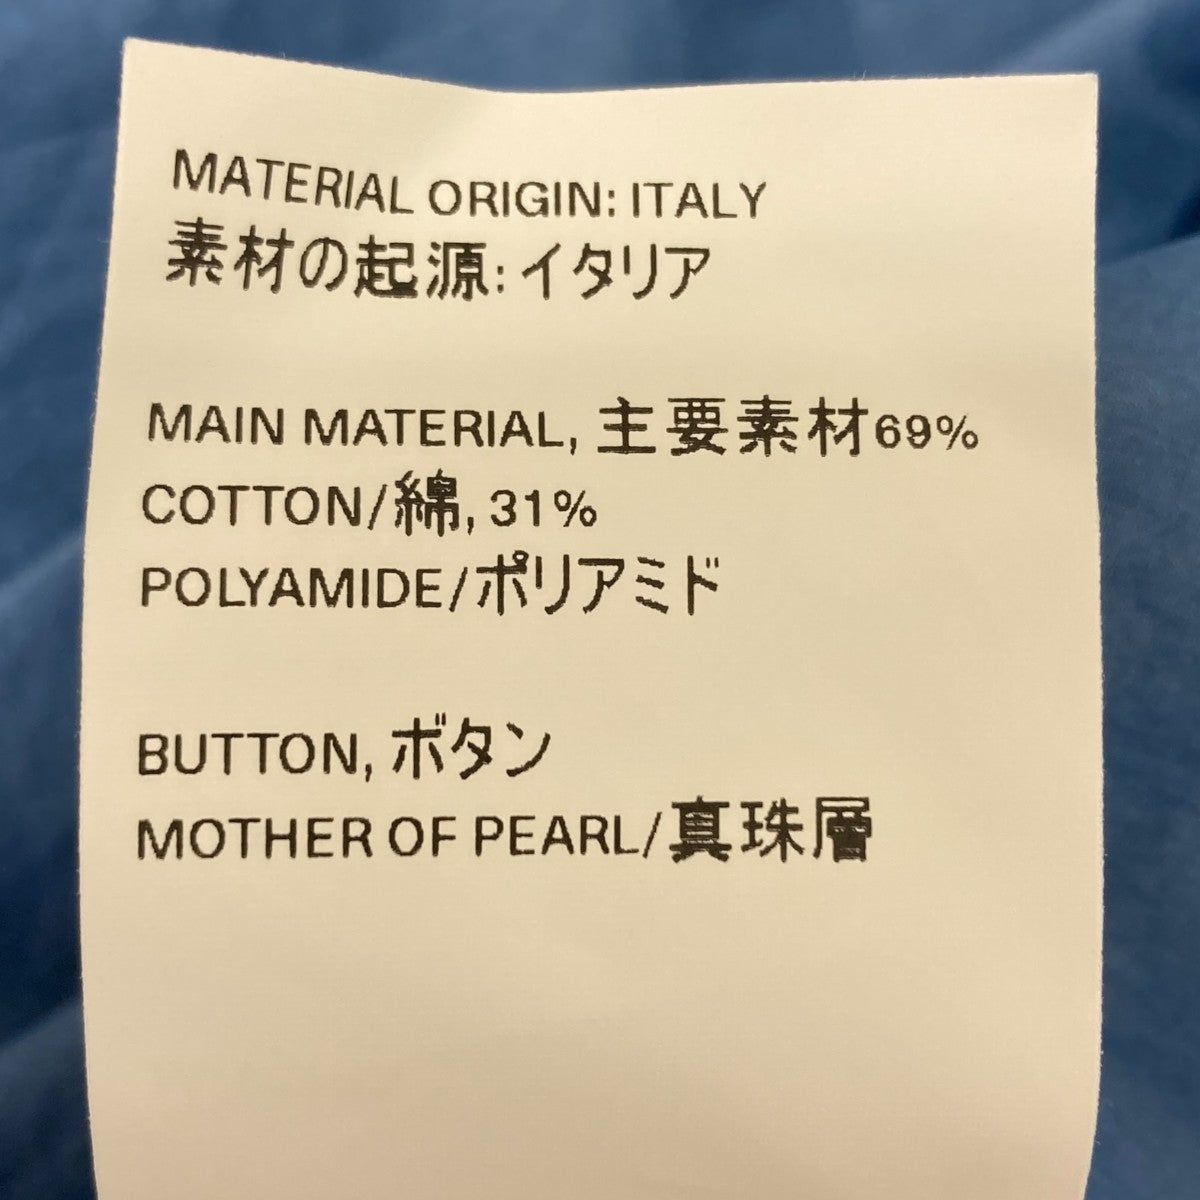 MATERIAL ORIGIN: ITALY
素材の起源: イタリア
MAIN MATERIAL, 主要素材69%
COTTON/綿, 31%
POLYAMIDE/ポリアミド
BUTTON, ボタン
MOTHER OF PEARL/真珠層